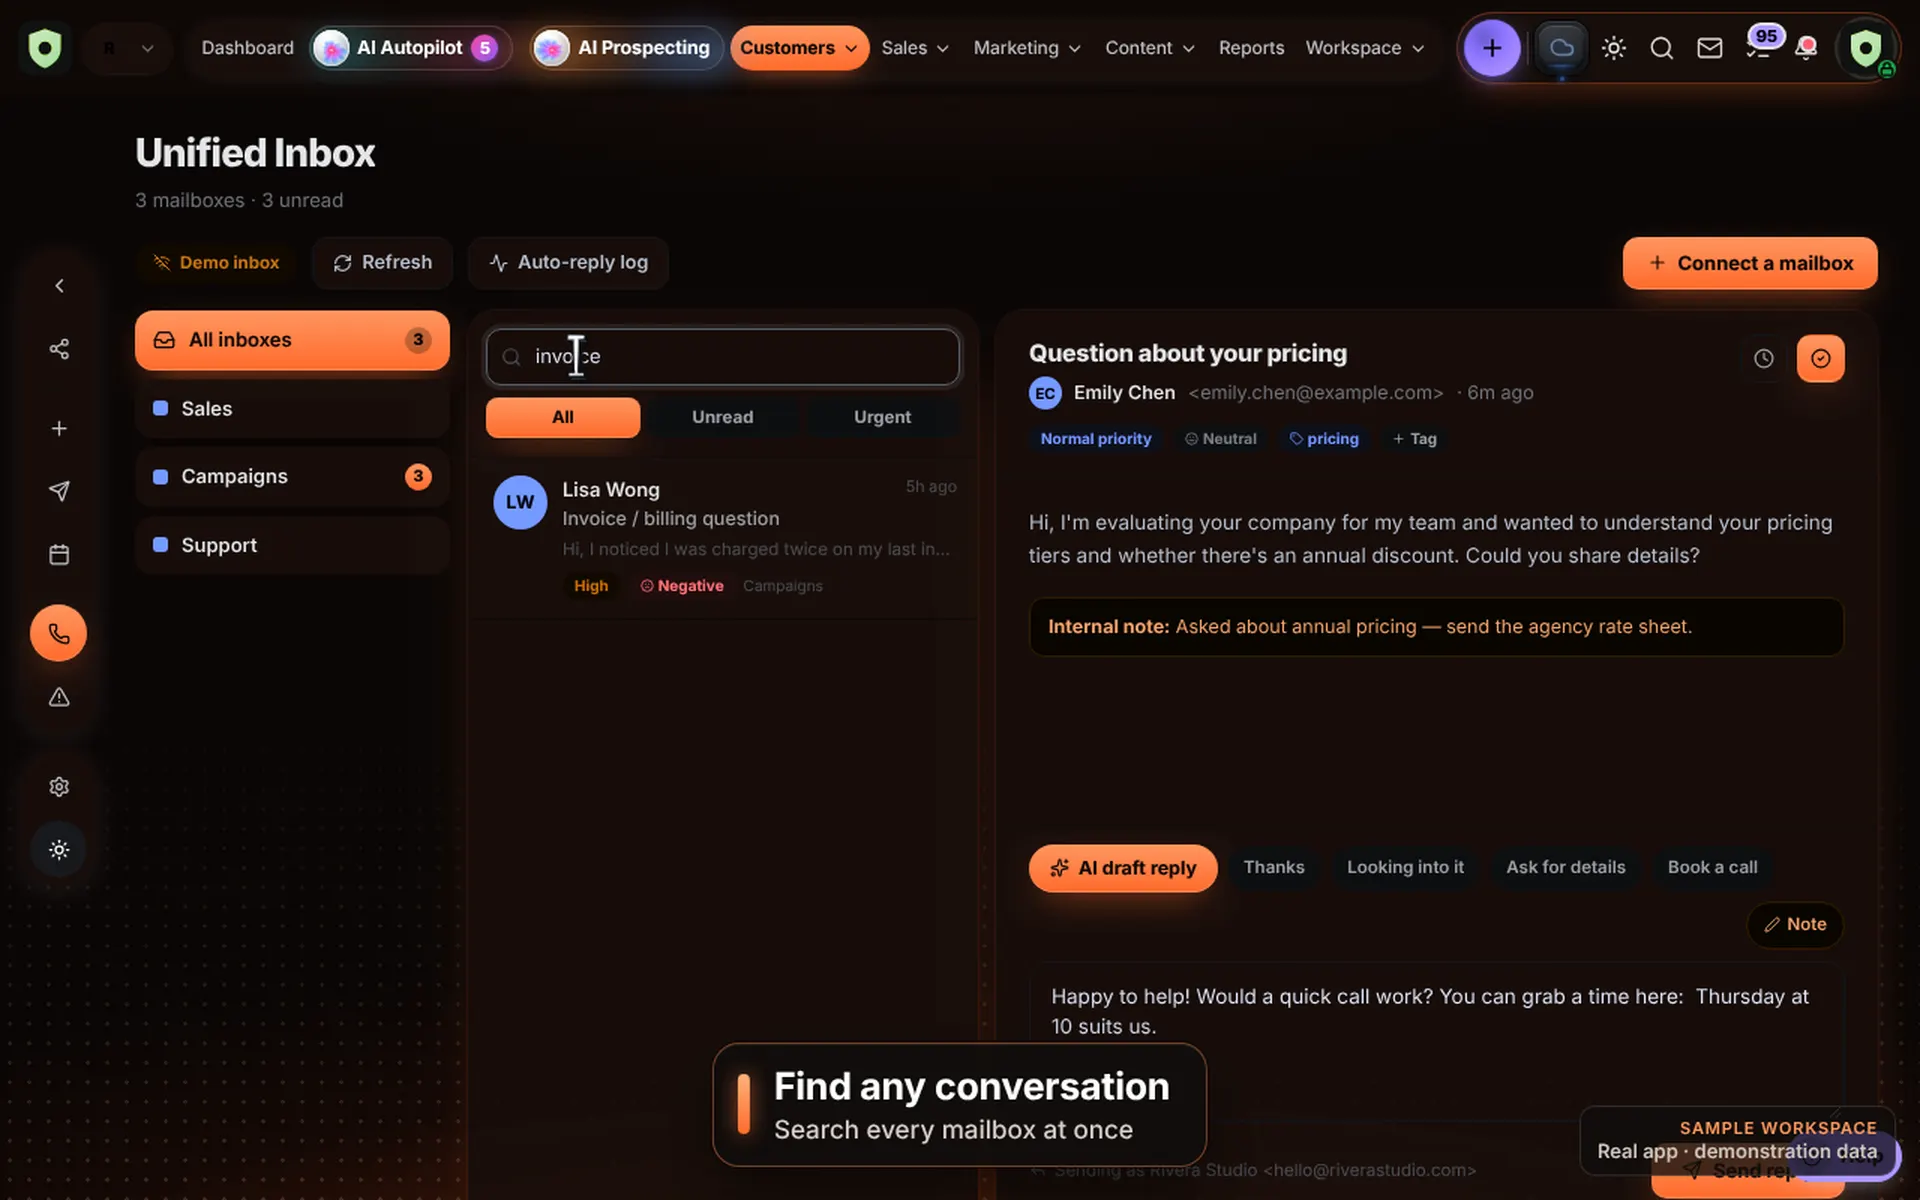 R
Dashboard
AI Autopilot 5
AI Prospecting
Customers
Sales
Marketing
Content
Reports
Workspace
95
Unified Inbox
3 mailboxes · 3 unread
Demo inbox
Refresh
Auto-reply log
+ Connect a mailbox
All inboxes 3
Sales
Campaigns 3
Support
invoice
All
Unread
Urgent
LW
Lisa Wong
5h ago
Invoice / billing question
Hi, I noticed I was charged twice on my last in...
High
Negative
Campaigns
Question about your pricing
EC
Emily Chen <emily.chen@example.com> · 6m ago
Normal priority
Neutral
pricing
+ Tag
Hi, I'm evaluating your company for my team and wanted to understand your pricing
tiers and whether there's an annual discount. Could you share details?
Internal note: Asked about annual pricing — send the agency rate sheet.
AI draft reply
Thanks
Looking into it
Ask for details
Book a call
Note
Happy to help! Would a quick call work? You can grab a time here: Thursday at
10 suits us.
Find any conversation
Search every mailbox at once
Sending as Rivera Studio <hello@riverastudio.com>
SAMPLE WORKSPACE
Real app · demonstration data
Send